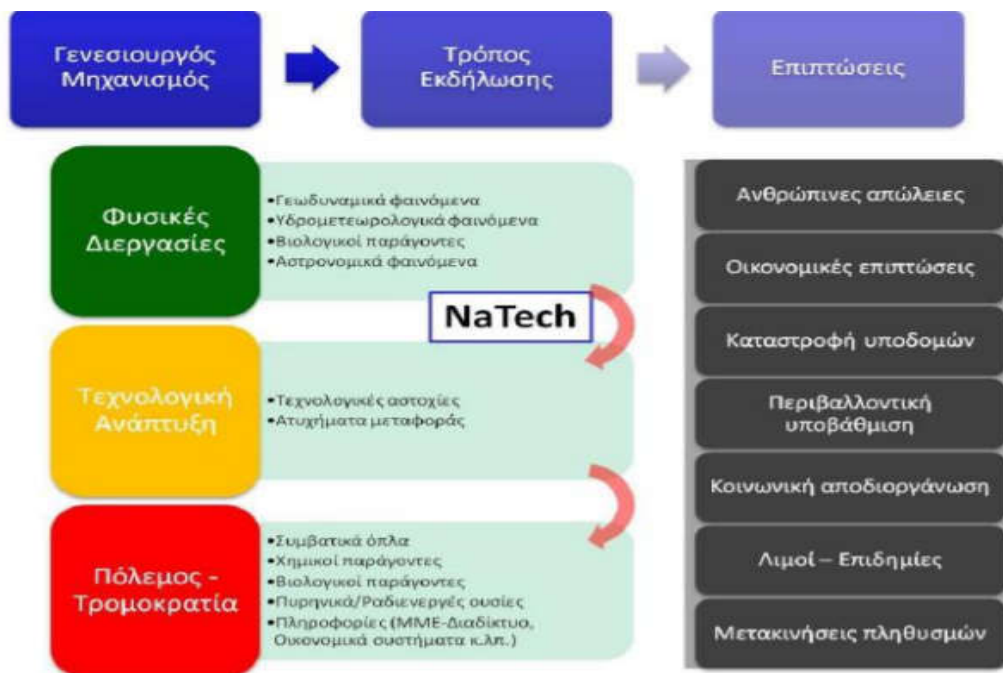 Γενεσιουργός
Μηχανισμός
Τρόπος
Εκδήλωσης
Επιπτώσεις
Φυσικές
Διεργασίες
•Γεωδυναμικά φαινόμενα
•Υδρομετεωρολογικά φαινόμενα
•Βιολογικοί παράγοντες
•Αστρονομικά φαινόμενα
NaTech
Τεχνολογική
Ανάπτυξη
•Τεχνολογικές αστοχίες
•Ατυχήματα μεταφοράς
Πόλεμος -
Τρομοκρατία
•Συμβατικά όπλα
•Χημικοί παράγοντες
•Βιολογικοί παράγοντες
•Πυρηνικά/Ραδιενεργές ουσίες
•Πληροφορίες (ΜΜΕ-Διαδίκτυο,
Οικονομικά συστήματα κ.λπ.)
Ανθρώπινες απώλειες
Οικονομικές επιπτώσεις
Καταστροφή υποδομών
Περιβαλλοντική
υποβάθμιση
Κοινωνική αποδιοργάνωση
Λιμοί – Επιδημίες
Μετακινήσεις πληθυσμών